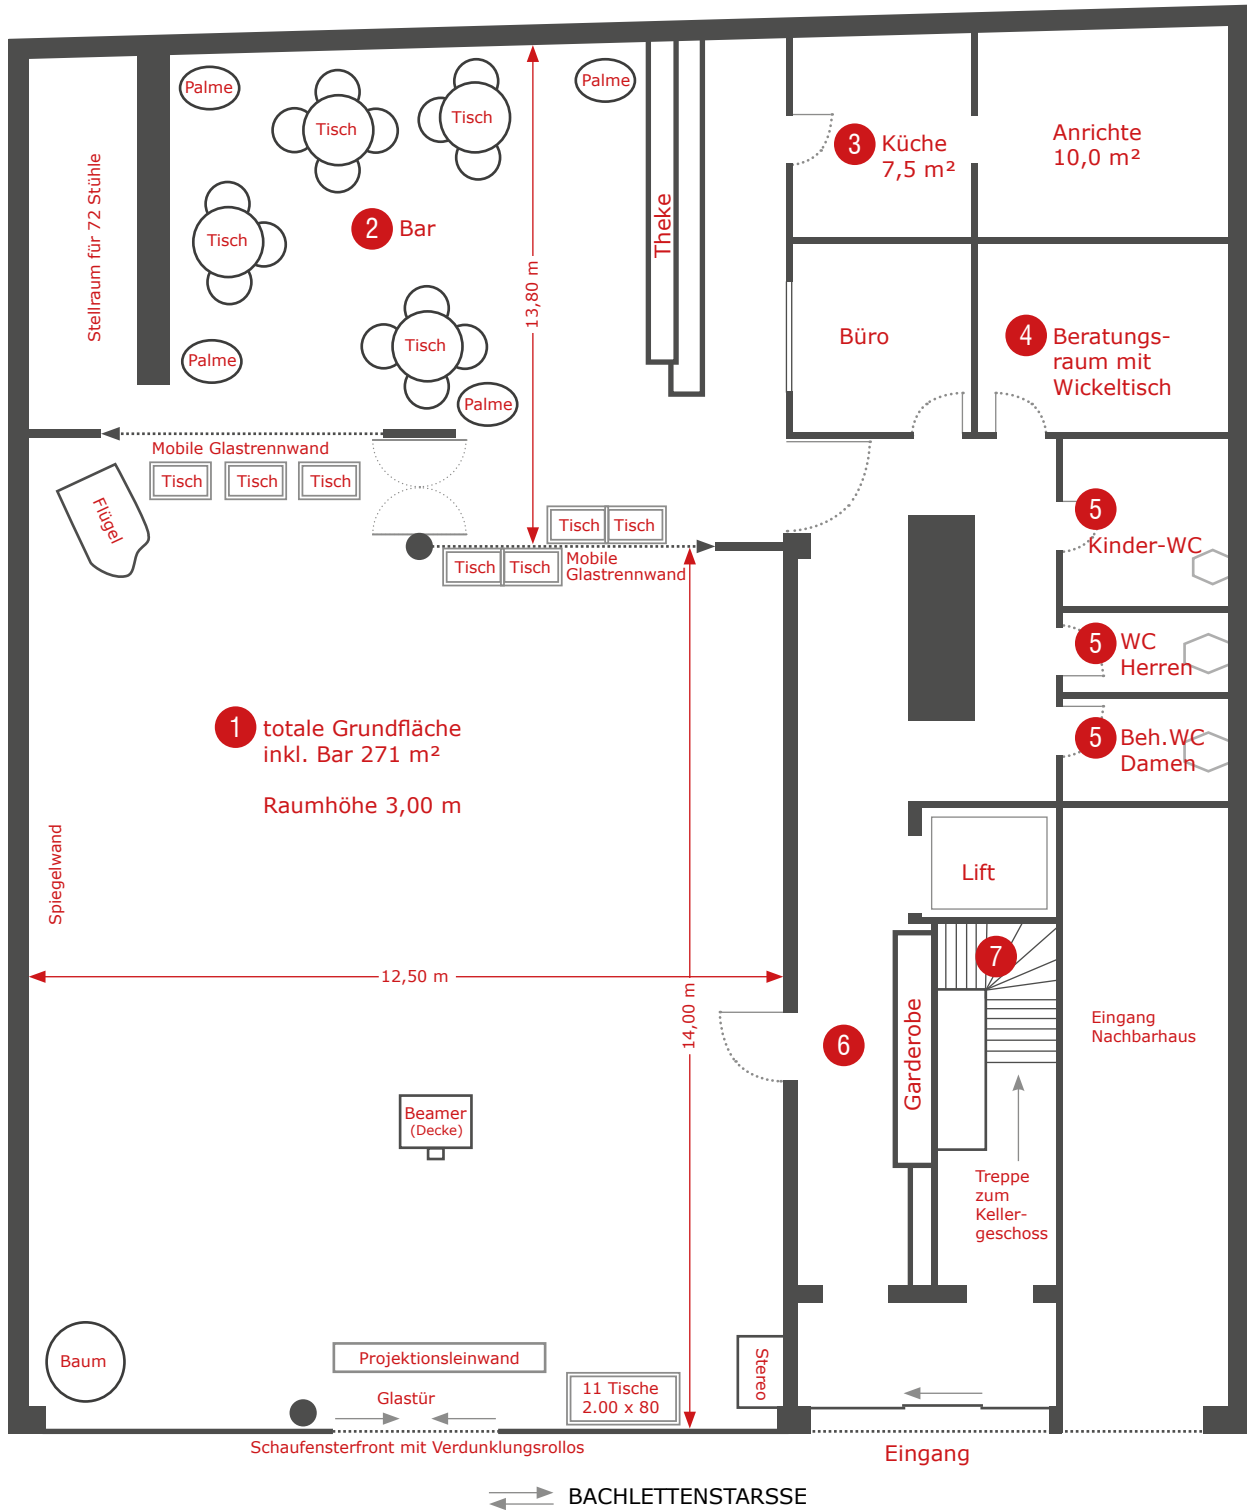 Palme
Tisch
Tisch
Palme
Stellraum für 72 Stühle
Tisch
2 Bar
13,80 m
Theke
3 Küche
7,5 m²
Anrichte
10,0 m²
Palme
Tisch
Palme
Büro
4 Beratungs-
raum mit
Wickeltisch
Mobile Glastrennwand
Tisch
Tisch
Tisch
Flügel
Tisch
Tisch
Tisch
Tisch
Mobile
Glastrennwand
5
Kinder-WC
5 WC
Herren
5 Beh.WC
Damen
1 totale Grundfläche
inkl. Bar 271 m²
Raumhöhe 3,00 m
Spiegelwand
12,50 m
14,00 m
Lift
7
6
Garderobe
Eingang
Nachbarhaus
Beamer
(Decke)
Treppe
zum
Keller-
geschoss
Baum
Projektionsleinwand
Glastür
11 Tische
2.00 x 80
Stereo
Schaufensterfront mit Verdunklungsrollos
Eingang
BACHLETTENSTARSSE